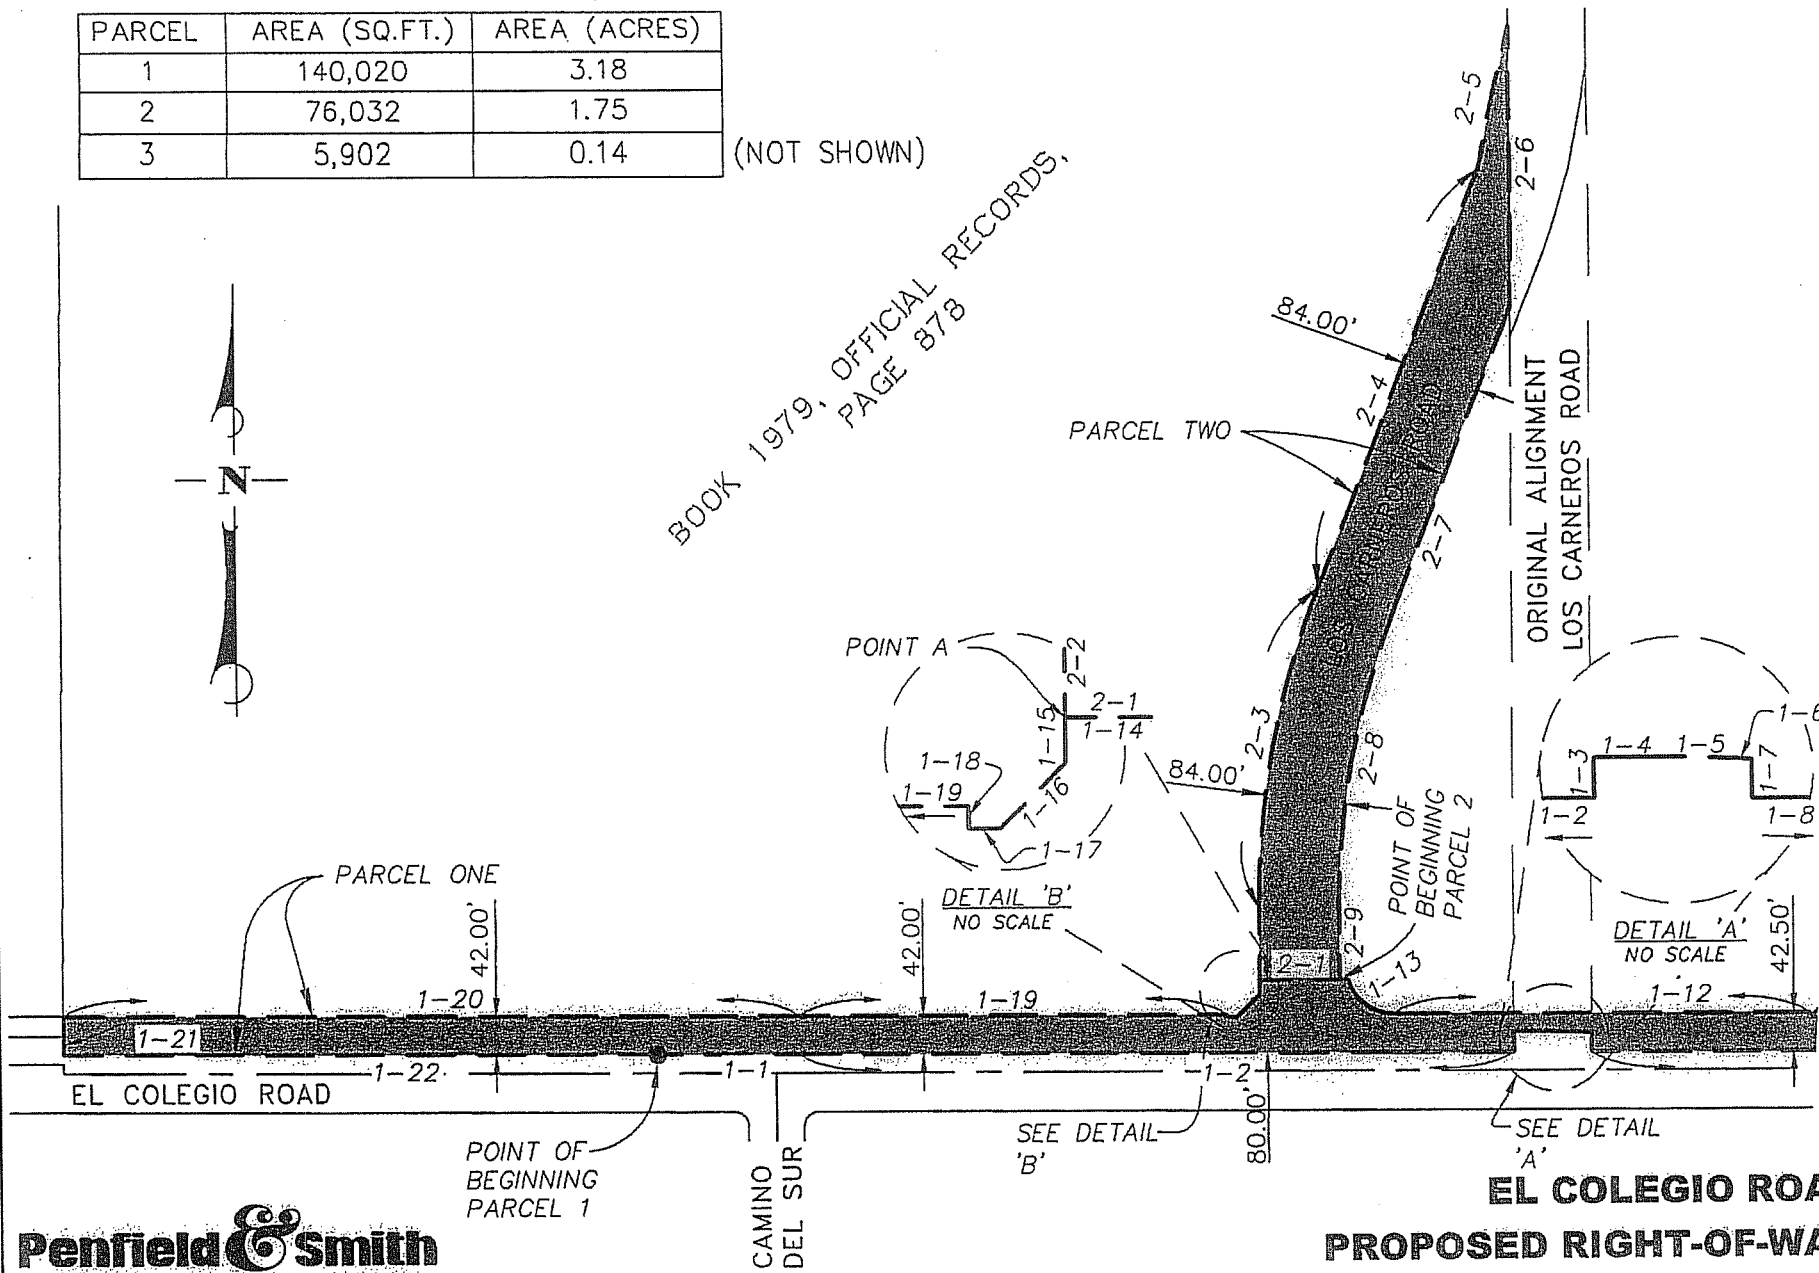 PARCEL AREA (SQ.FT.) AREA (ACRES)
1 140,020 3.18
2 76,032 1.75
3 5,902 0.14 (NOT SHOWN)
BOOK 1979, OFFICIAL RECORDS,
PAGE 878
N
2-5
2-6
84.00'
2-4
PARCEL TWO
LOS CARNEROS ROAD
2-7
ORIGINAL ALIGNMENT
LOS CARNEROS ROAD
POINT A
2-2
2-1
1-14
1-15
1-18
1-16
1-19
1-17
DETAIL 'B'
NO SCALE
2-3
2-8
84.00'
POINT OF
BEGINNING
PARCEL 2
1-6
1-3
1-4
1-5
1-7
1-2
1-8
DETAIL 'A'
NO SCALE
42.50'
PARCEL ONE
42.00'
42.00'
2-9
2-1
1-13
1-20
1-19
1-12
1-21
1-22
1-1
1-2
EL COLEGIO ROAD
POINT OF
BEGINNING
PARCEL 1
CAMINO
DEL SUR
SEE DETAIL
'B'
80.00'
SEE DETAIL
'A'
EL COLEGIO ROA
PROPOSED RIGHT-OF-WA
Penfield & Smith